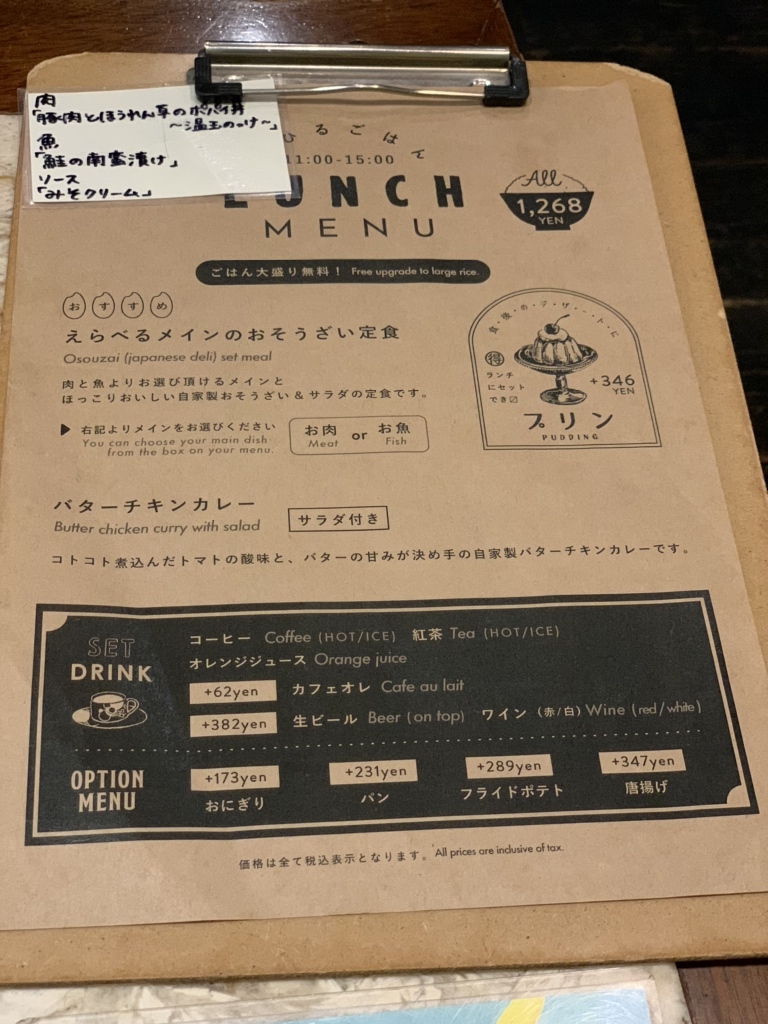 肉
「豚肉とほうれん草のポパイ丼
～温玉のっけ～」
魚
「鮭の南蛮漬け」
ソース
「みそクリーム」
ひるごはん
11:00-15:00
LUNCH
MENU
All
1,268
YEN
ごはん大盛り無料! Free upgrade to large rice.
おすすめ
えらべるメインのおそうざい定食
Osouzai (japanese deli) set meal
肉と魚よりお選び頂けるメインと
ほっこりおいしい自家製おそうざい&サラダの定食です。
▶ 右記よりメインをお選びください
You can choose your main dish
from the box on your menu.
お肉 or お魚
Meat Fish
食・後・の・デ・ザ・ー・ト・に
得
ランチ
にセット
でき〼
+346
YEN
プリン
PUDDING
バターチキンカレー
Butter chicken curry with salad
サラダ付き
コトコト煮込んだトマトの酸味と、バターの甘みが決め手の自家製バターチキンカレーです。
SET
DRINK
コーヒー Coffee (HOT/ICE) 紅茶 Tea (HOT/ICE)
オレンジジュース Orange juice
+62yen カフェオレ Cafe au lait
+382yen 生ビール Beer (on top) ワイン (赤/白) Wine (red/white)
OPTION
MENU
+173yen +231yen +289yen +347yen
おにぎり パン フライドポテト 唐揚げ
価格は全て税込表示となります。 All prices are inclusive of tax.